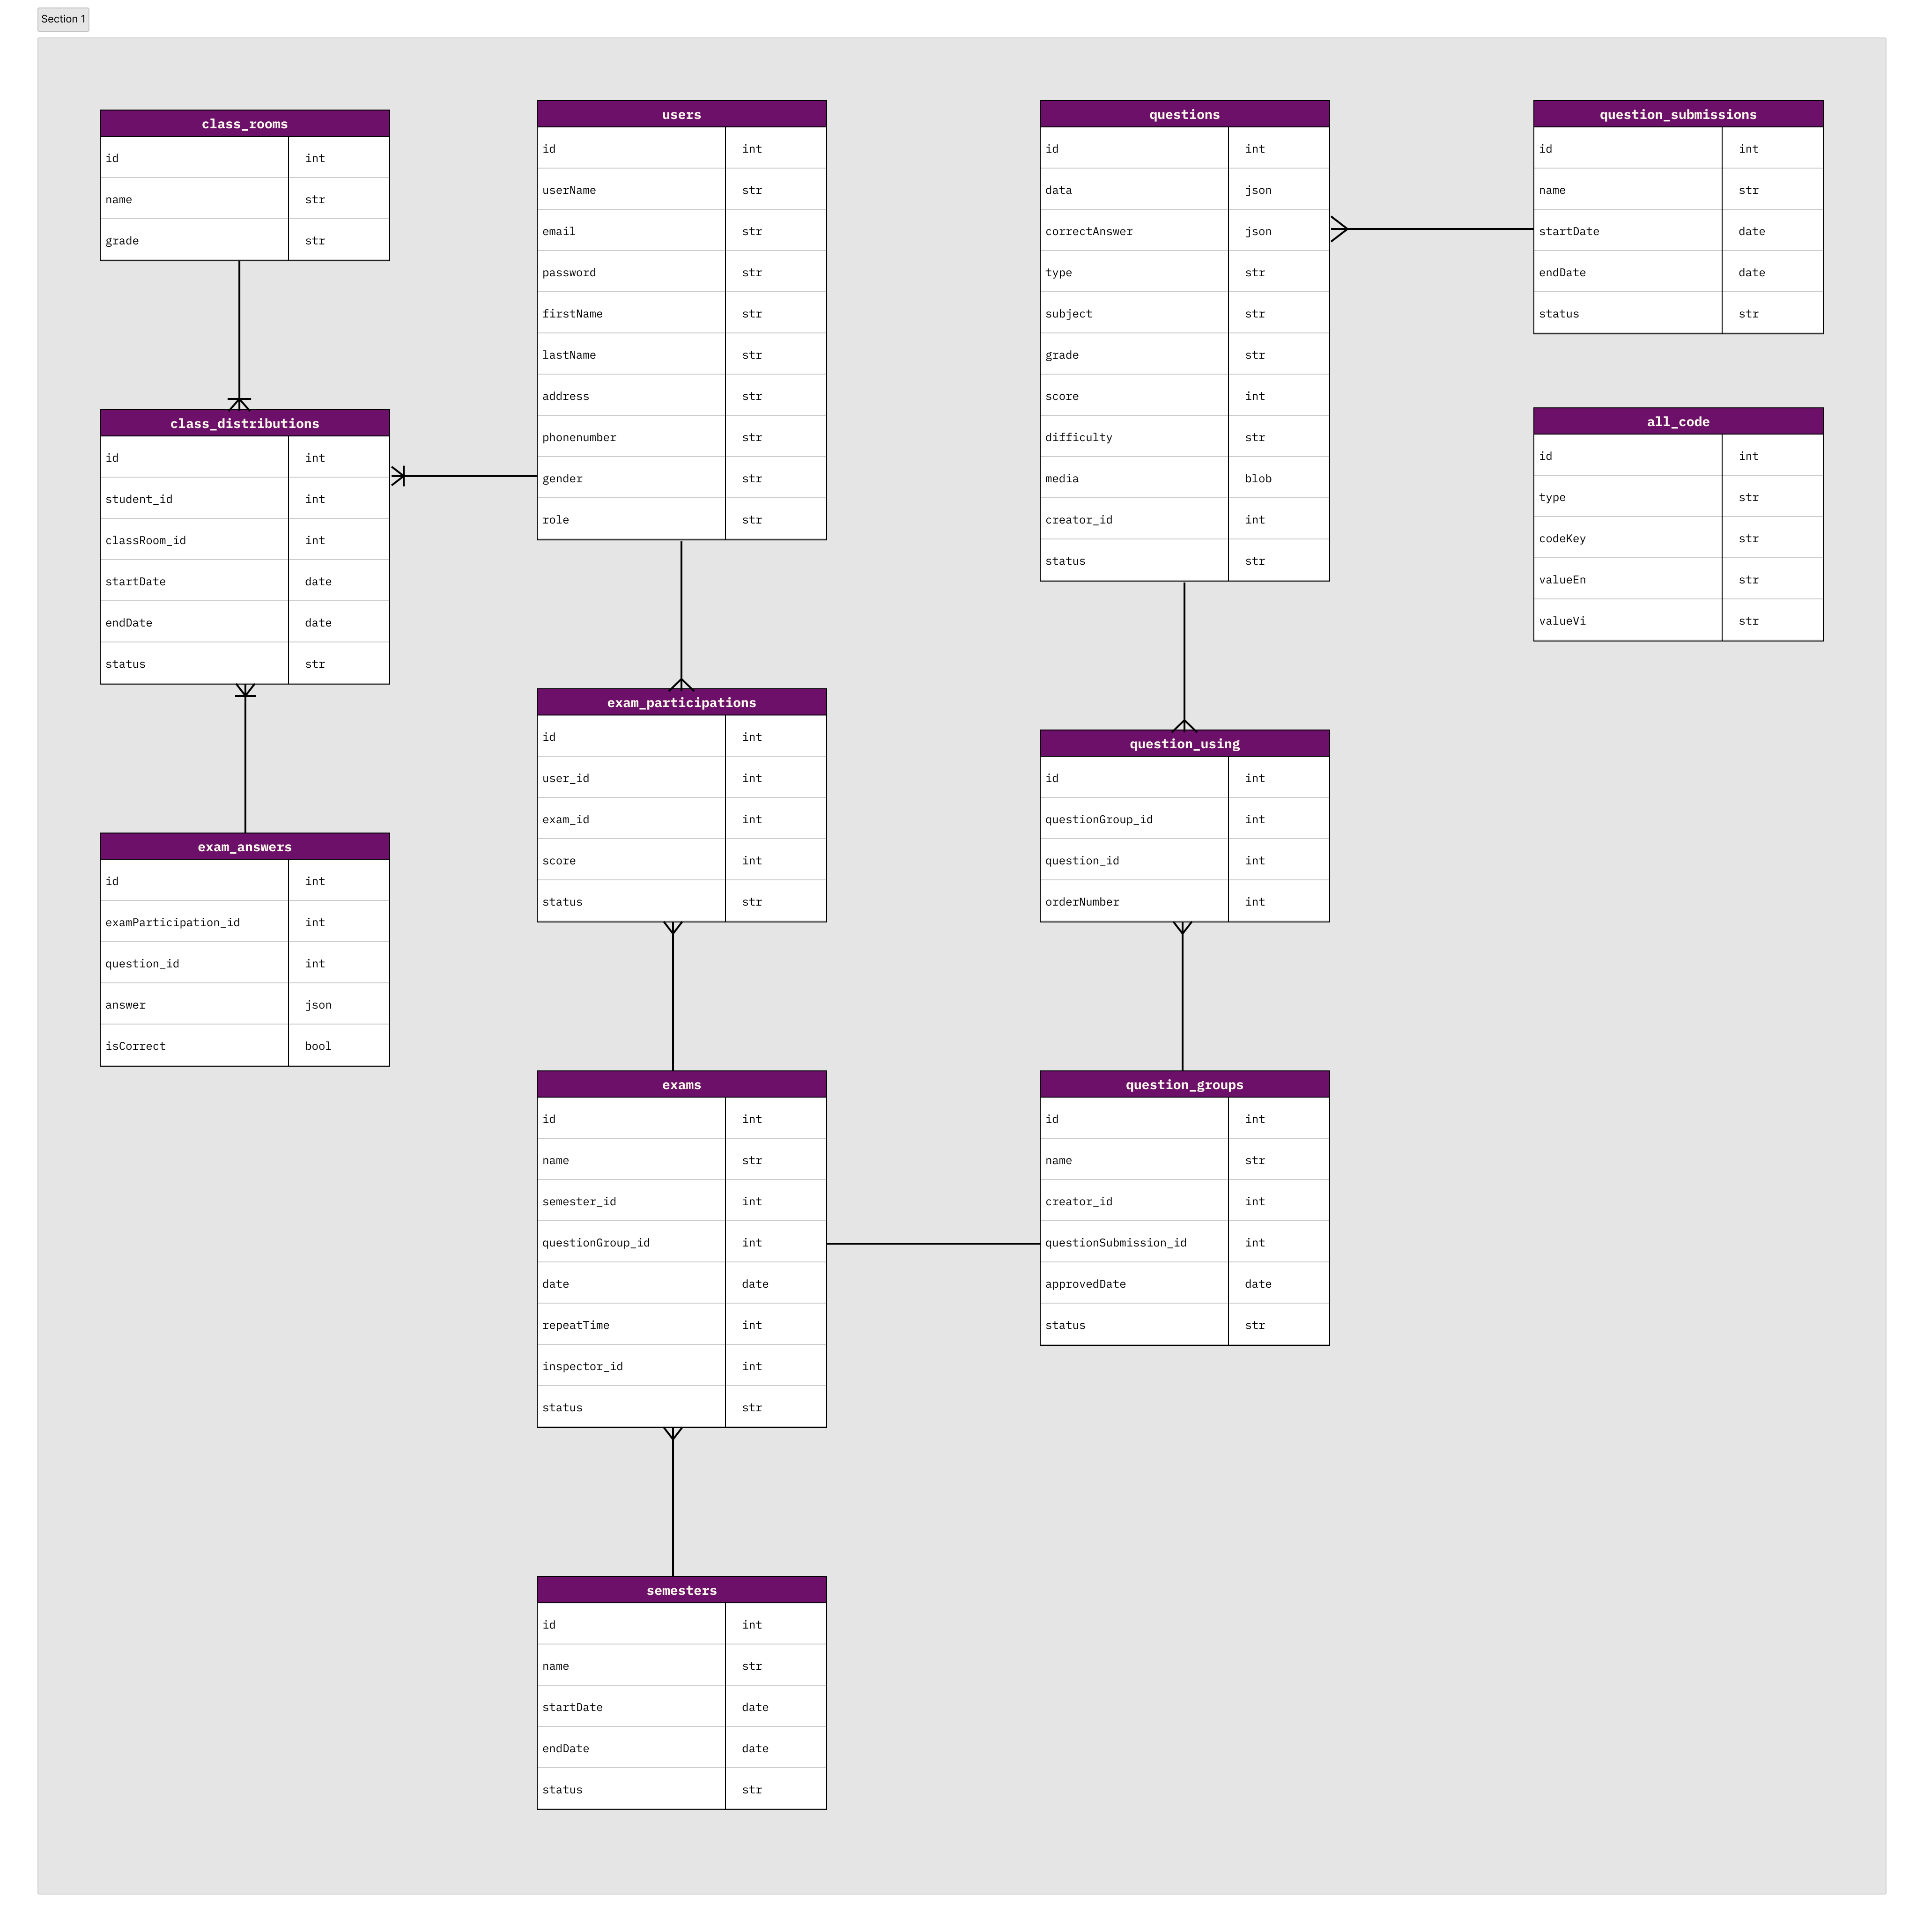 Section 1
class_rooms
id int
name str
grade str
users
id int
userName str
email str
password str
firstName str
lastName str
address str
phonenumber str
gender str
role str
questions
id int
data json
correctAnswer json
type str
subject str
grade str
score int
difficulty str
media blob
creator_id int
status str
question_submissions
id int
name str
startDate date
endDate date
status str
class_distributions
id int
student_id int
classRoom_id int
startDate date
endDate date
status str
all_code
id int
type str
codeKey str
valueEn str
valueVi str
exam_participations
id int
user_id int
exam_id int
score int
status str
question_using
id int
questionGroup_id int
question_id int
orderNumber int
exam_answers
id int
examParticipation_id int
question_id int
answer json
isCorrect bool
exams
id int
name str
semester_id int
questionGroup_id int
date date
repeatTime int
inspector_id int
status str
question_groups
id int
name str
creator_id int
questionSubmission_id int
approvedDate date
status str
semesters
id int
name str
startDate date
endDate date
status str